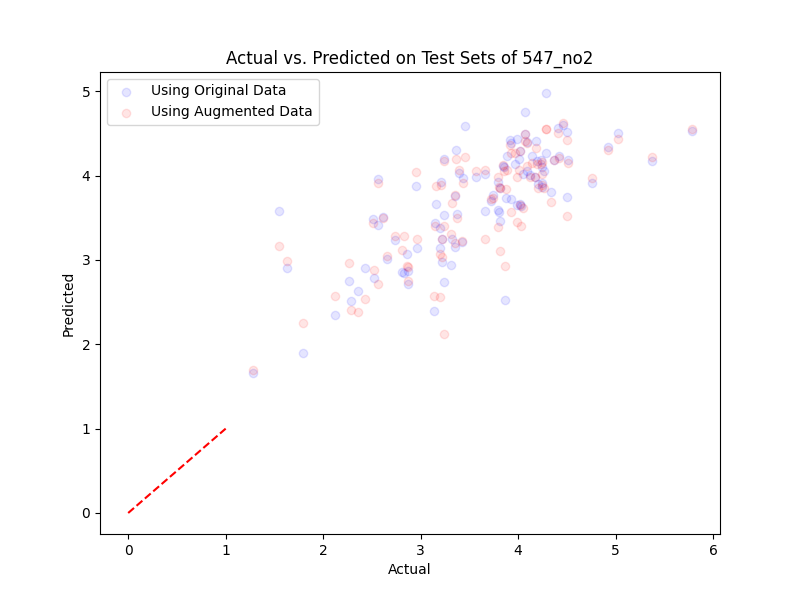 Actual vs. Predicted on Test Sets of 547_no2
Using Original Data
Using Augmented Data
5
4
3
2
1
0
Predicted
0 1 2 3 4 5 6
Actual